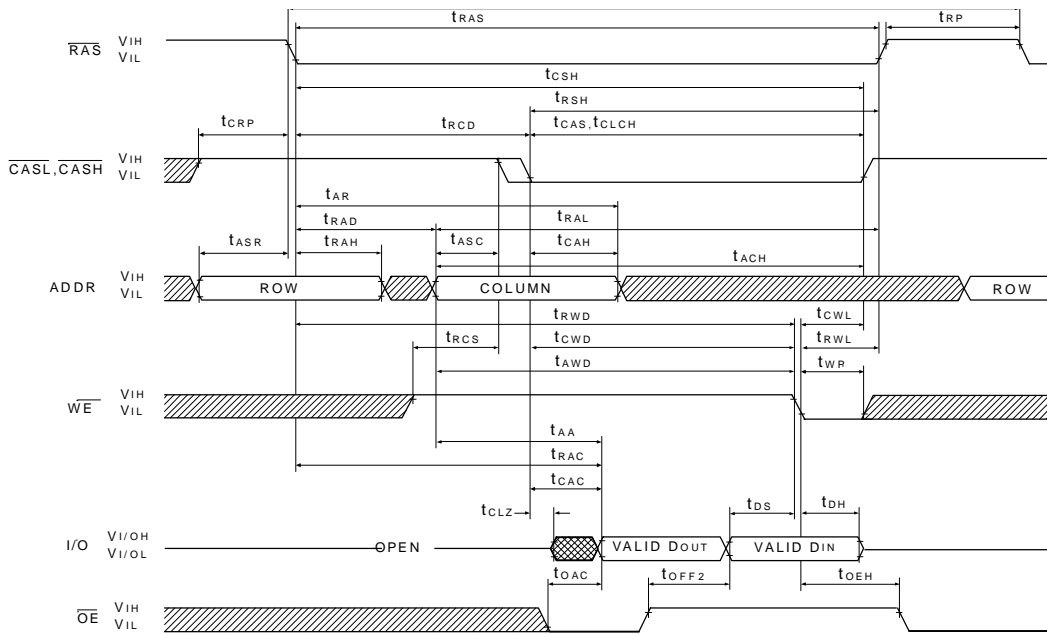 tRAS tRP
RAS VIH
VIL
tCSH
tRSH
tCRP tRCD tCAS,tCLCH
CASL,CASH VIH
VIL
tAR
tRAD tRAL
tASR tRAH tASC tCAH
tACH
ADDR VIH
VIL
ROW COLUMN ROW
tRWD tCWL
tRCS tCWD tRWL
tAWD tWR
WE VIH
VIL
tAA
tRAC
tCAC
tCLZ tDS tDH
I/O VI/OH
VI/OL
OPEN VALID DOUT VALID DIN
tOAC tOFF2 tOEH
OE VIH
VIL